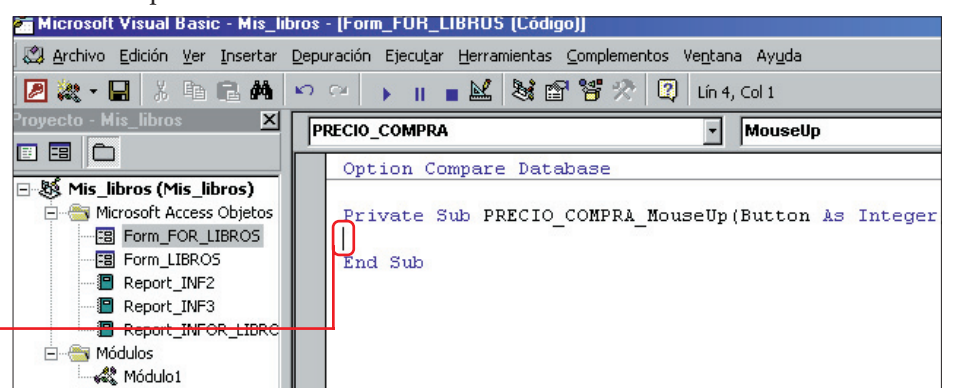 Microsoft Visual Basic - Mis_libros - [Form_FOR_LIBROS (Código)]
Archivo Edición Ver Insertar Depuración Ejecutar Herramientas Complementos Ventana Ayuda
Lín 4, Col 1
Proyecto - Mis_libros
Mis_libros (Mis_libros)
Microsoft Access Objetos
Form_FOR_LIBROS
Form_LIBROS
Report_INF2
Report_INF3
Report_INFOR_LIBRO
Módulos
Módulo1
PRECIO_COMPRA MouseUp
Option Compare Database
Private Sub PRECIO_COMPRA_MouseUp(Button As Integer
End Sub